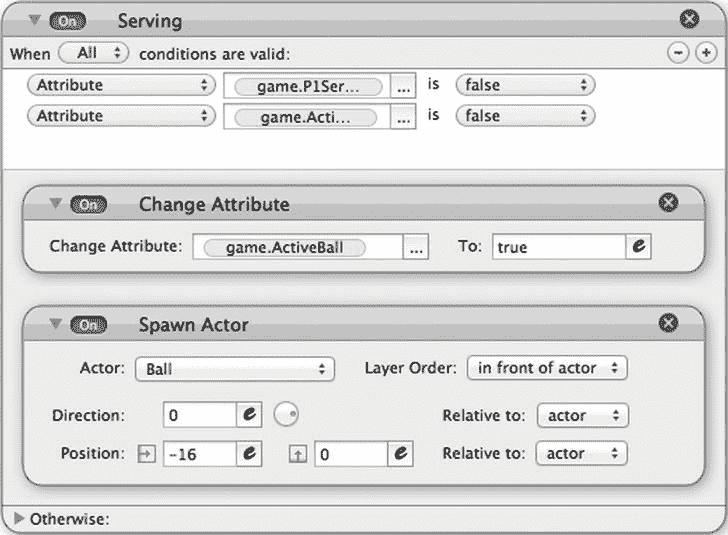 On Serving
When All conditions are valid: − +
Attribute game.P1Ser... ... is false
Attribute game.Acti... ... is false
On Change Attribute
Change Attribute: game.ActiveBall ... To: true e
On Spawn Actor
Actor: Ball Layer Order: in front of actor
Direction: 0 e Relative to: actor
Position: -16 e 0 e Relative to: actor
Otherwise: